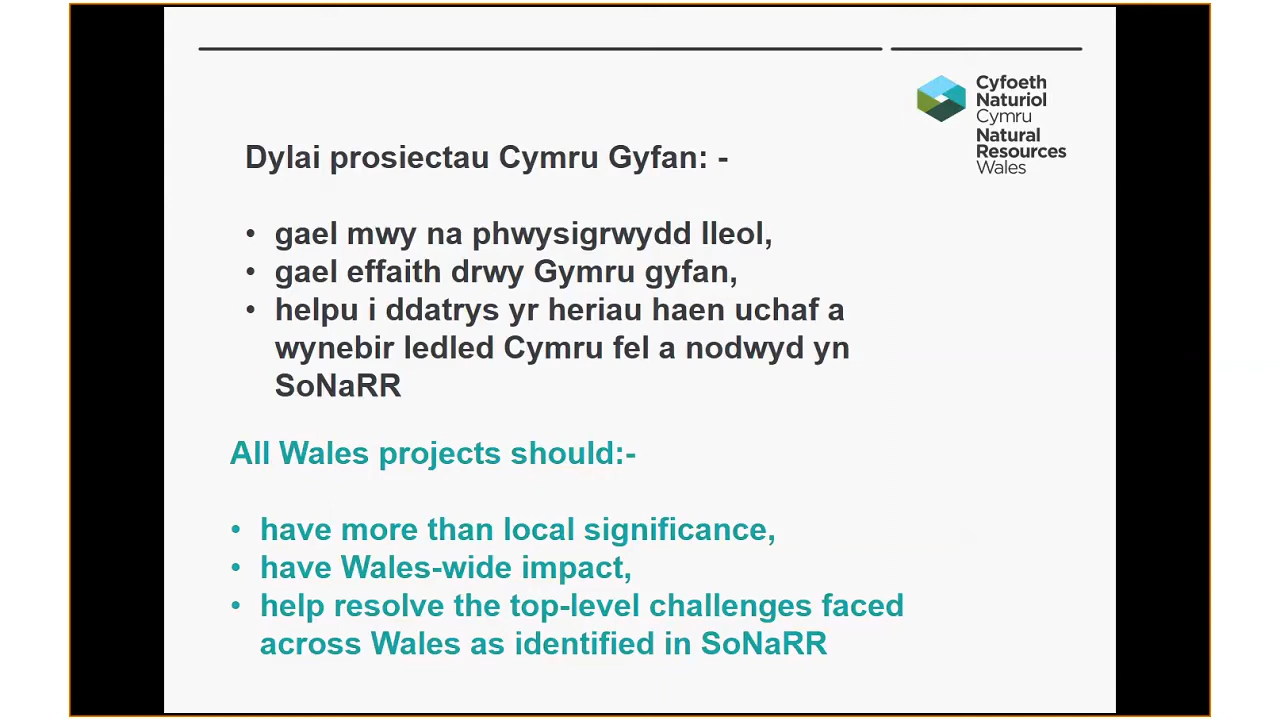 Cyfoeth
Naturiol
Cymru
Natural
Resources
Wales
Dylai prosiectau Cymru Gyfan: -
• gael mwy na phwysigrwydd lleol,
• gael effaith drwy Gymru gyfan,
• helpu i ddatrys yr heriau haen uchaf a
wynebir ledled Cymru fel a nodwyd yn
SoNaRR
All Wales projects should:-
• have more than local significance,
• have Wales-wide impact,
• help resolve the top-level challenges faced
across Wales as identified in SoNaRR